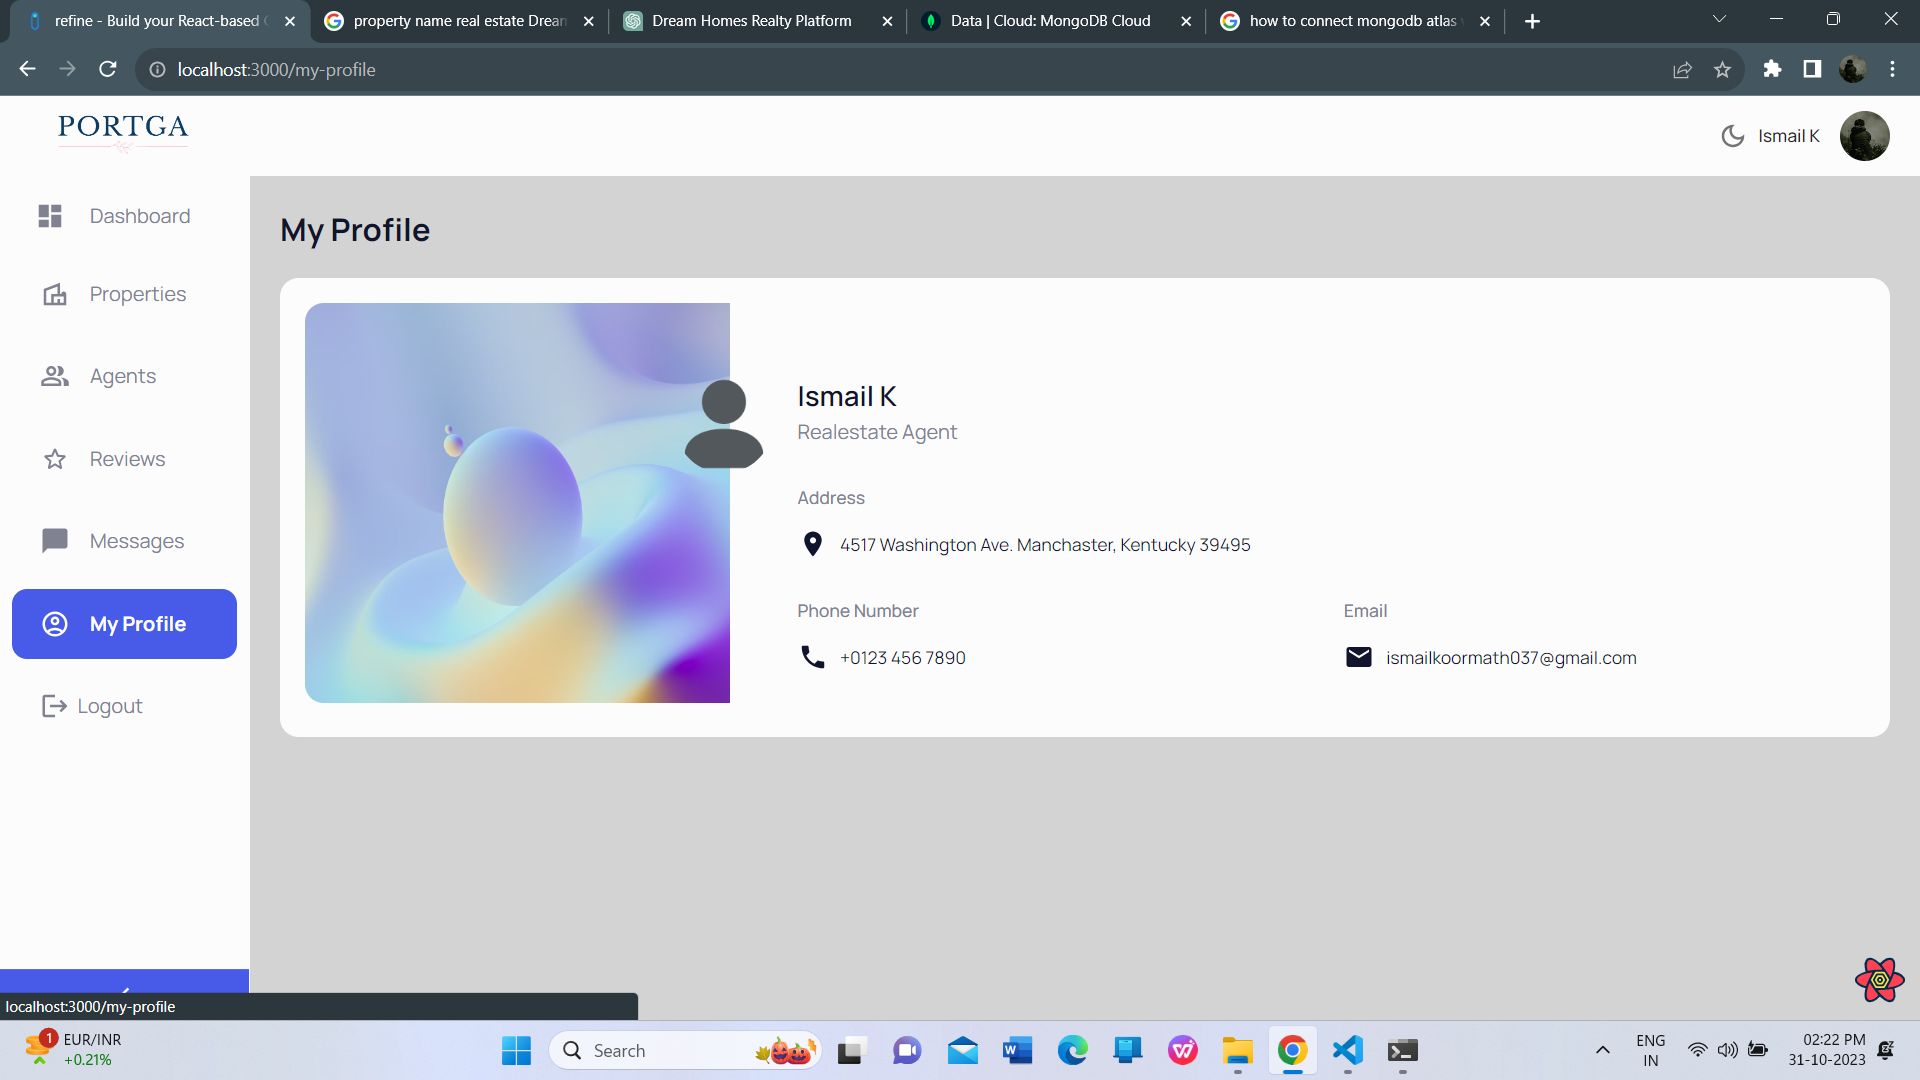 refine - Build your React-based
property name real estate Dream
Dream Homes Realty Platform
Data | Cloud: MongoDB Cloud
how to connect mongodb atlas
localhost:3000/my-profile
PORTGA
Ismail K
Dashboard
Properties
Agents
Reviews
Messages
My Profile
Logout
My Profile
Ismail K
Realestate Agent
Address
4517 Washington Ave. Manchaster, Kentucky 39495
Phone Number
Email
+0123 456 7890
ismailkoormath037@gmail.com
localhost:3000/my-profile
1
EUR/INR
+0.21%
Search
ENG
IN
02:22 PM
31-10-2023